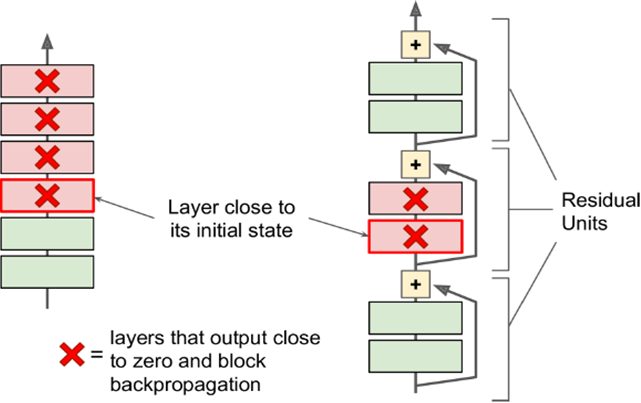 +
+
Layer close to
its initial state
Residual
Units
+
= layers that output close
to zero and block
backpropagation